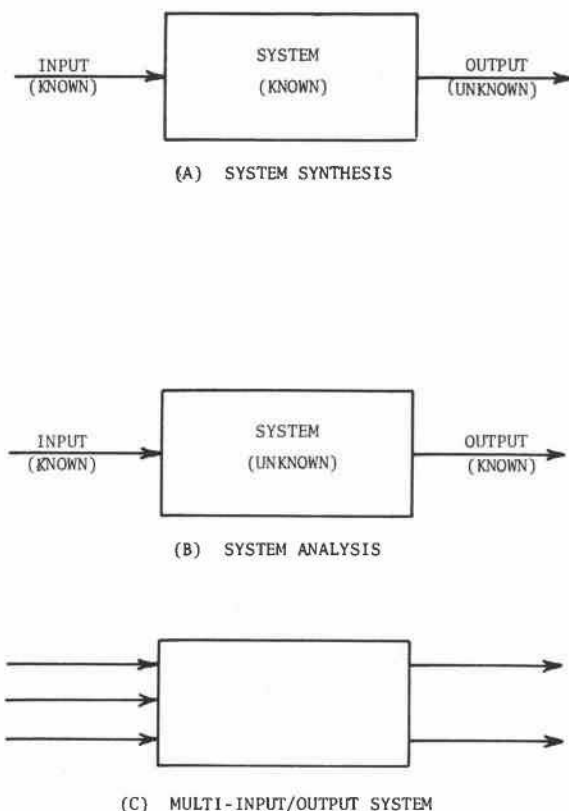 SYSTEM
INPUT OUTPUT
(KNOWN) (KNOWN) (UNKNOWN)
(A) SYSTEM SYNTHESIS
SYSTEM
INPUT OUTPUT
(KNOWN) (UNKNOWN) (KNOWN)
(B) SYSTEM ANALYSIS
(C) MULTI-INPUT/OUTPUT SYSTEM